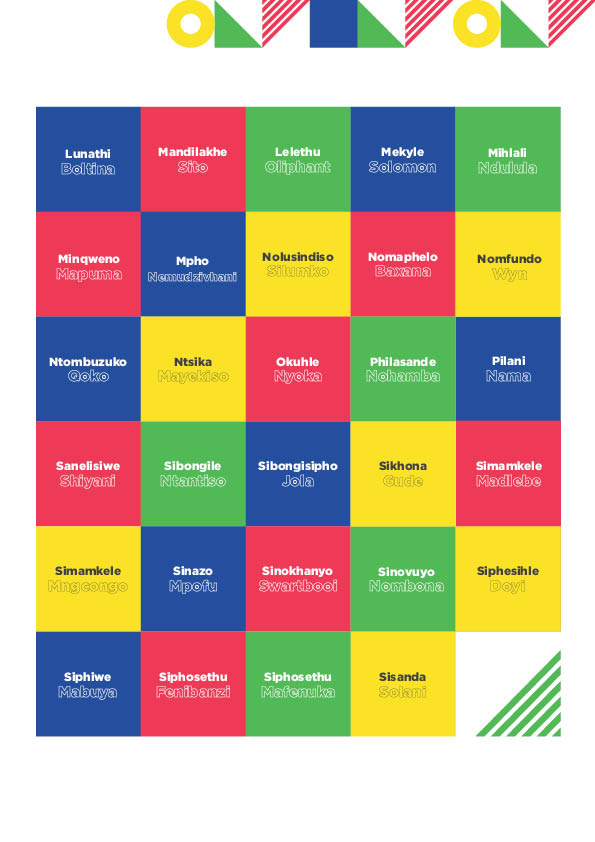 Lunathi
Boltina
Mandilakhe
Sito
Lelethu
Oliphant
Mekyle
Solomon
Mihlali
Ndulula
Minqweno
Mapuma
Mpho
Nemudzivhani
Nolusindiso
Silumko
Nomaphelo
Baxana
Nomfundo
Wyn
Ntombuzuko
Qoko
Ntsika
Mayekiso
Okuhle
Nyoka
Philasande
Nohamba
Pilani
Nama
Sanelisiwe
Shiyani
Sibongile
Ntantiso
Sibongisipho
Jola
Sikhona
Gude
Simamkele
Madlebe
Simamkele
Mngcongo
Sinazo
Mpofu
Sinokhanyo
Swartbooi
Sinovuyo
Nombona
Siphesihle
Doyi
Siphiwe
Mabuya
Siphosethu
Fenibanzi
Siphosethu
Mafenuka
Sisanda
Solani